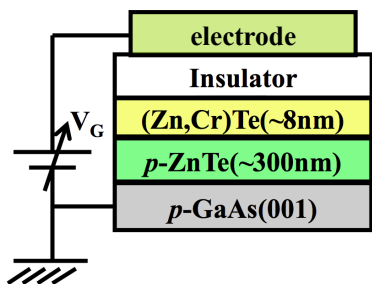 electrode
Insulator
V_G
(Zn,Cr)Te(~8nm)
p-ZnTe(~300nm)
p-GaAs(001)